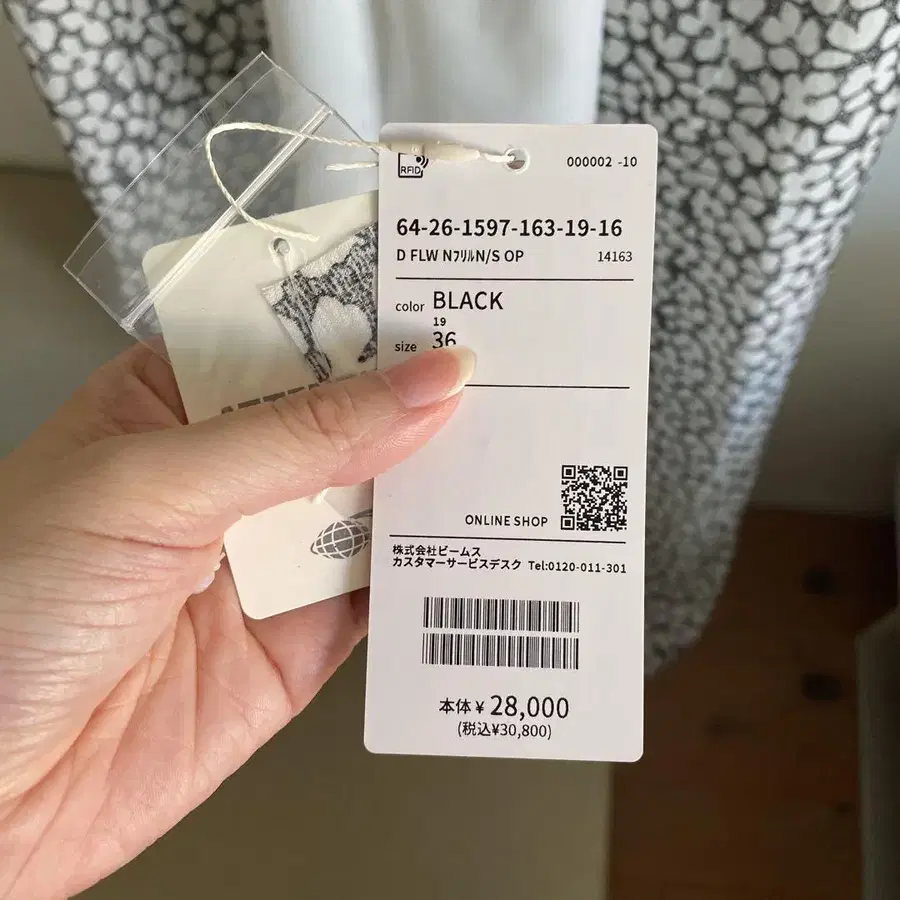 RFID
000002 -10
64-26-1597-163-19-16
D FLW NﾌﾘﾙN/S OP 14163
color BLACK
19
size 36
ONLINE SHOP
株式会社ビームス
カスタマーサービスデスク Tel:0120-011-301
本体¥ 28,000
(税込¥30,800)